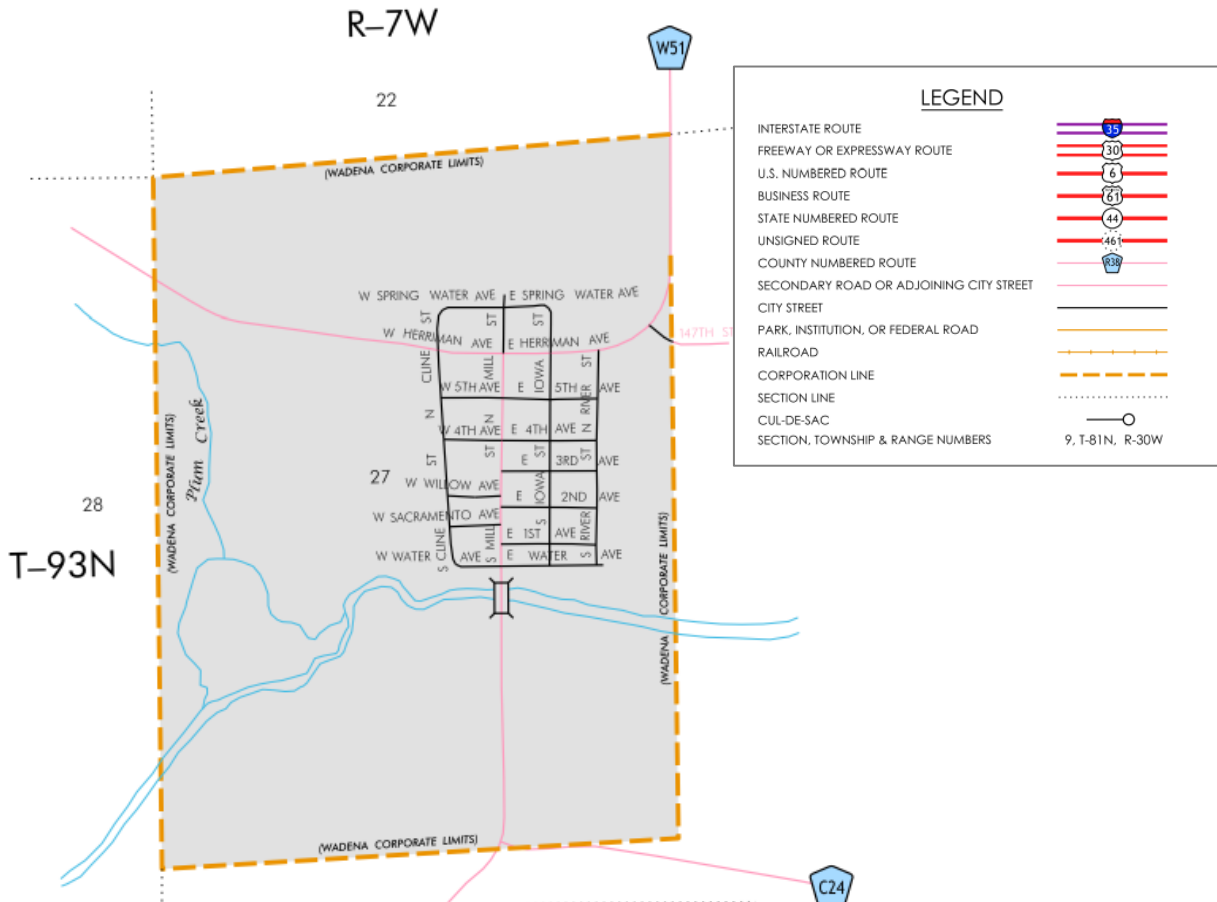 R–7W
W51
22
LEGEND
INTERSTATE ROUTE 35
FREEWAY OR EXPRESSWAY ROUTE 30
U.S. NUMBERED ROUTE 6
BUSINESS ROUTE 61
STATE NUMBERED ROUTE 44
UNSIGNED ROUTE 461
COUNTY NUMBERED ROUTE R38
SECONDARY ROAD OR ADJOINING CITY STREET
CITY STREET
PARK, INSTITUTION, OR FEDERAL ROAD
RAILROAD
CORPORATION LINE
SECTION LINE
CUL-DE-SAC
SECTION, TOWNSHIP & RANGE NUMBERS 9, T-81N, R-30W
(WADENA CORPORATE LIMITS)
W SPRING WATER AVE
E SPRING WATER AVE
W HERRIMAN AVE
E HERRIMAN AVE
147TH ST
N CLINE ST
N MILL ST
IOWA ST
N RIVER ST
W 5TH AVE
E 5TH AVE
W 4TH AVE
E 4TH AVE
E 3RD AVE
27
W WILLOW AVE
E 2ND AVE
W SACRAMENTO AVE
E 1ST AVE
W WATER AVE
E WATER AVE
S CLINE ST
S MILL ST
S IOWA ST
S RIVER ST
Plum Creek
(WADENA CORPORATE LIMITS)
28
T–93N
(WADENA CORPORATE LIMITS)
(WADENA CORPORATE LIMITS)
C24